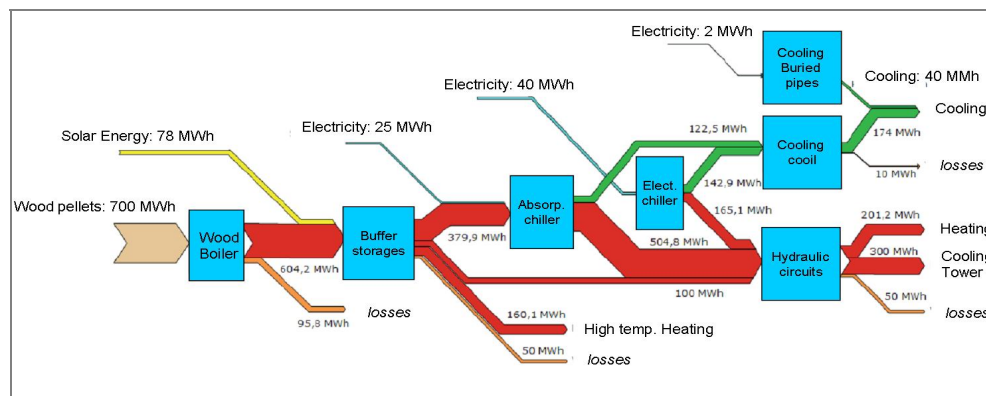 Electricity: 2 MWh
Cooling
Buried
pipes
Cooling: 40 MMh
Cooling
Electricity: 40 MWh
Solar Energy: 78 MWh
Electricity: 25 MWh
122,5 MWh
Cooling
cooil
174 MWh
losses
10 MWh
142,9 MWh
Elect.
chiller
Absorp.
chiller
165,1 MWh
Wood pellets: 700 MWh
Wood
Boiler
Buffer
storages
379,9 MWh
504,8 MWh
Hydraulic
circuits
201,2 MWh
Heating
300 MWh
Cooling
Tower
604,2 MWh
100 MWh
50 MWh
losses
95,8 MWh
losses
160,1 MWh
High temp. Heating
50 MWh
losses